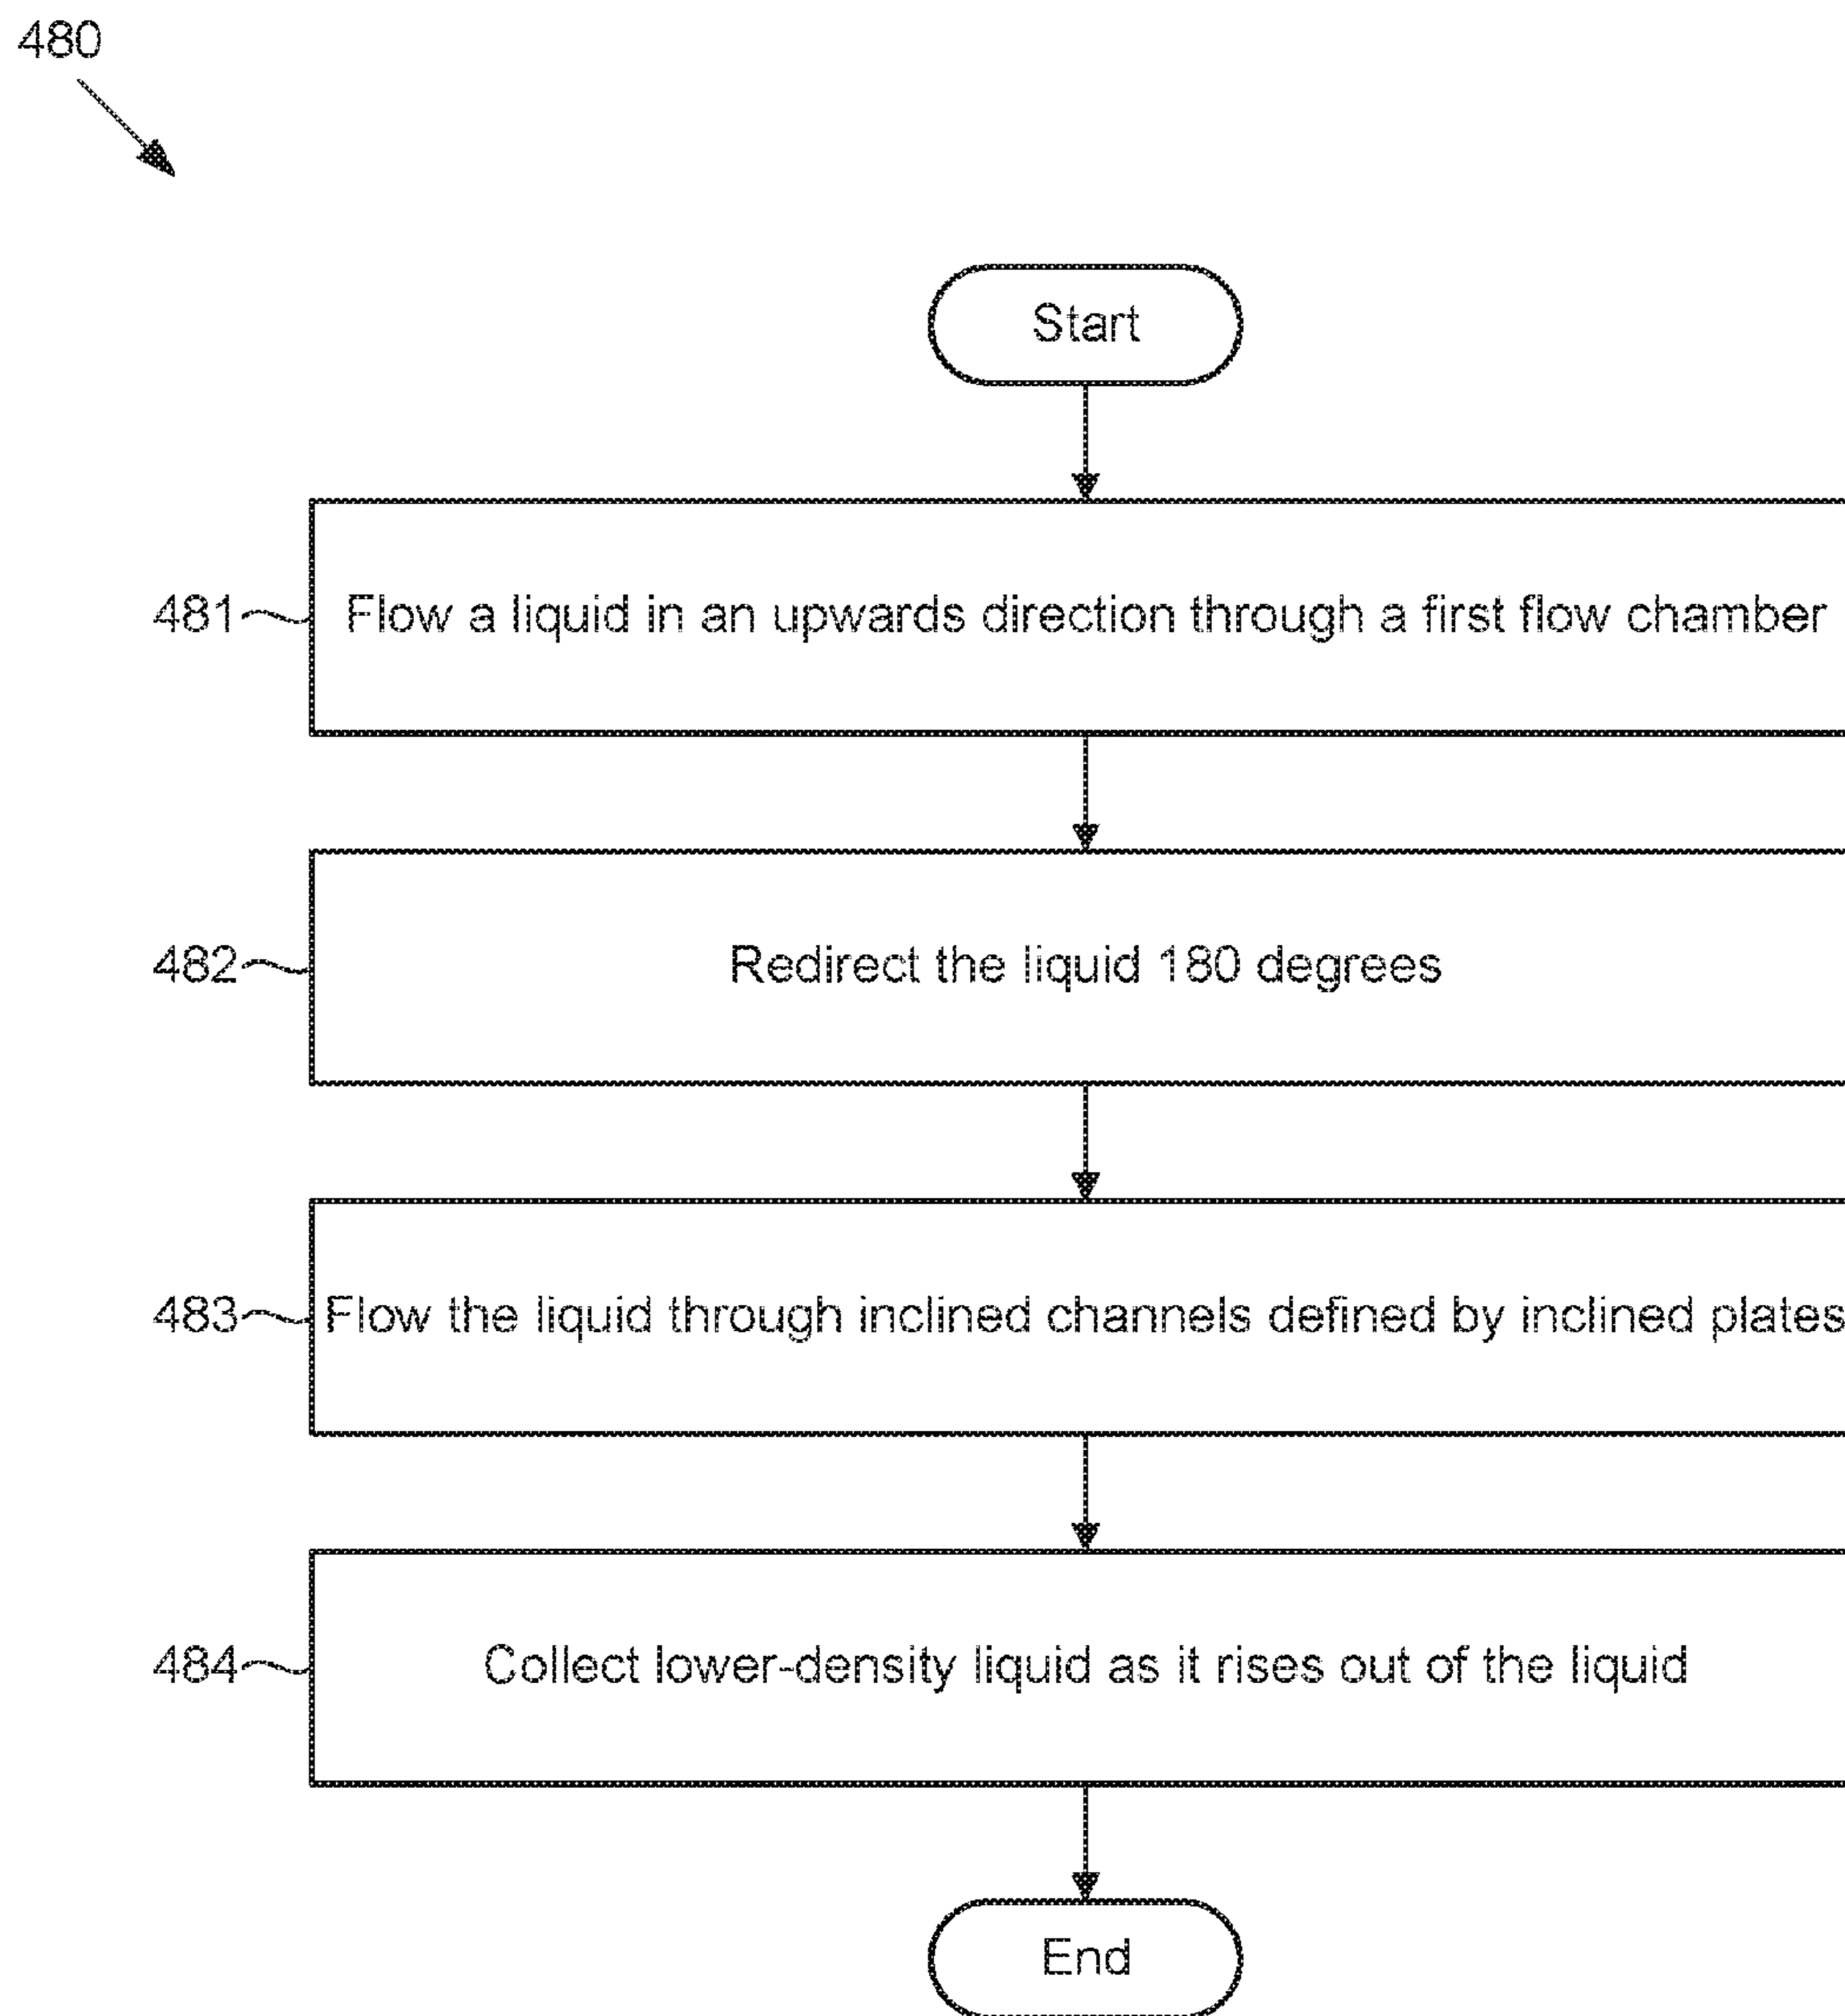 480
Start
481 Flow a liquid in an upwards direction through a first flow chamber
482 Redirect the liquid 180 degrees
483 Flow the liquid through inclined channels defined by inclined plates
484 Collect lower-density liquid as it rises out of the liquid
End